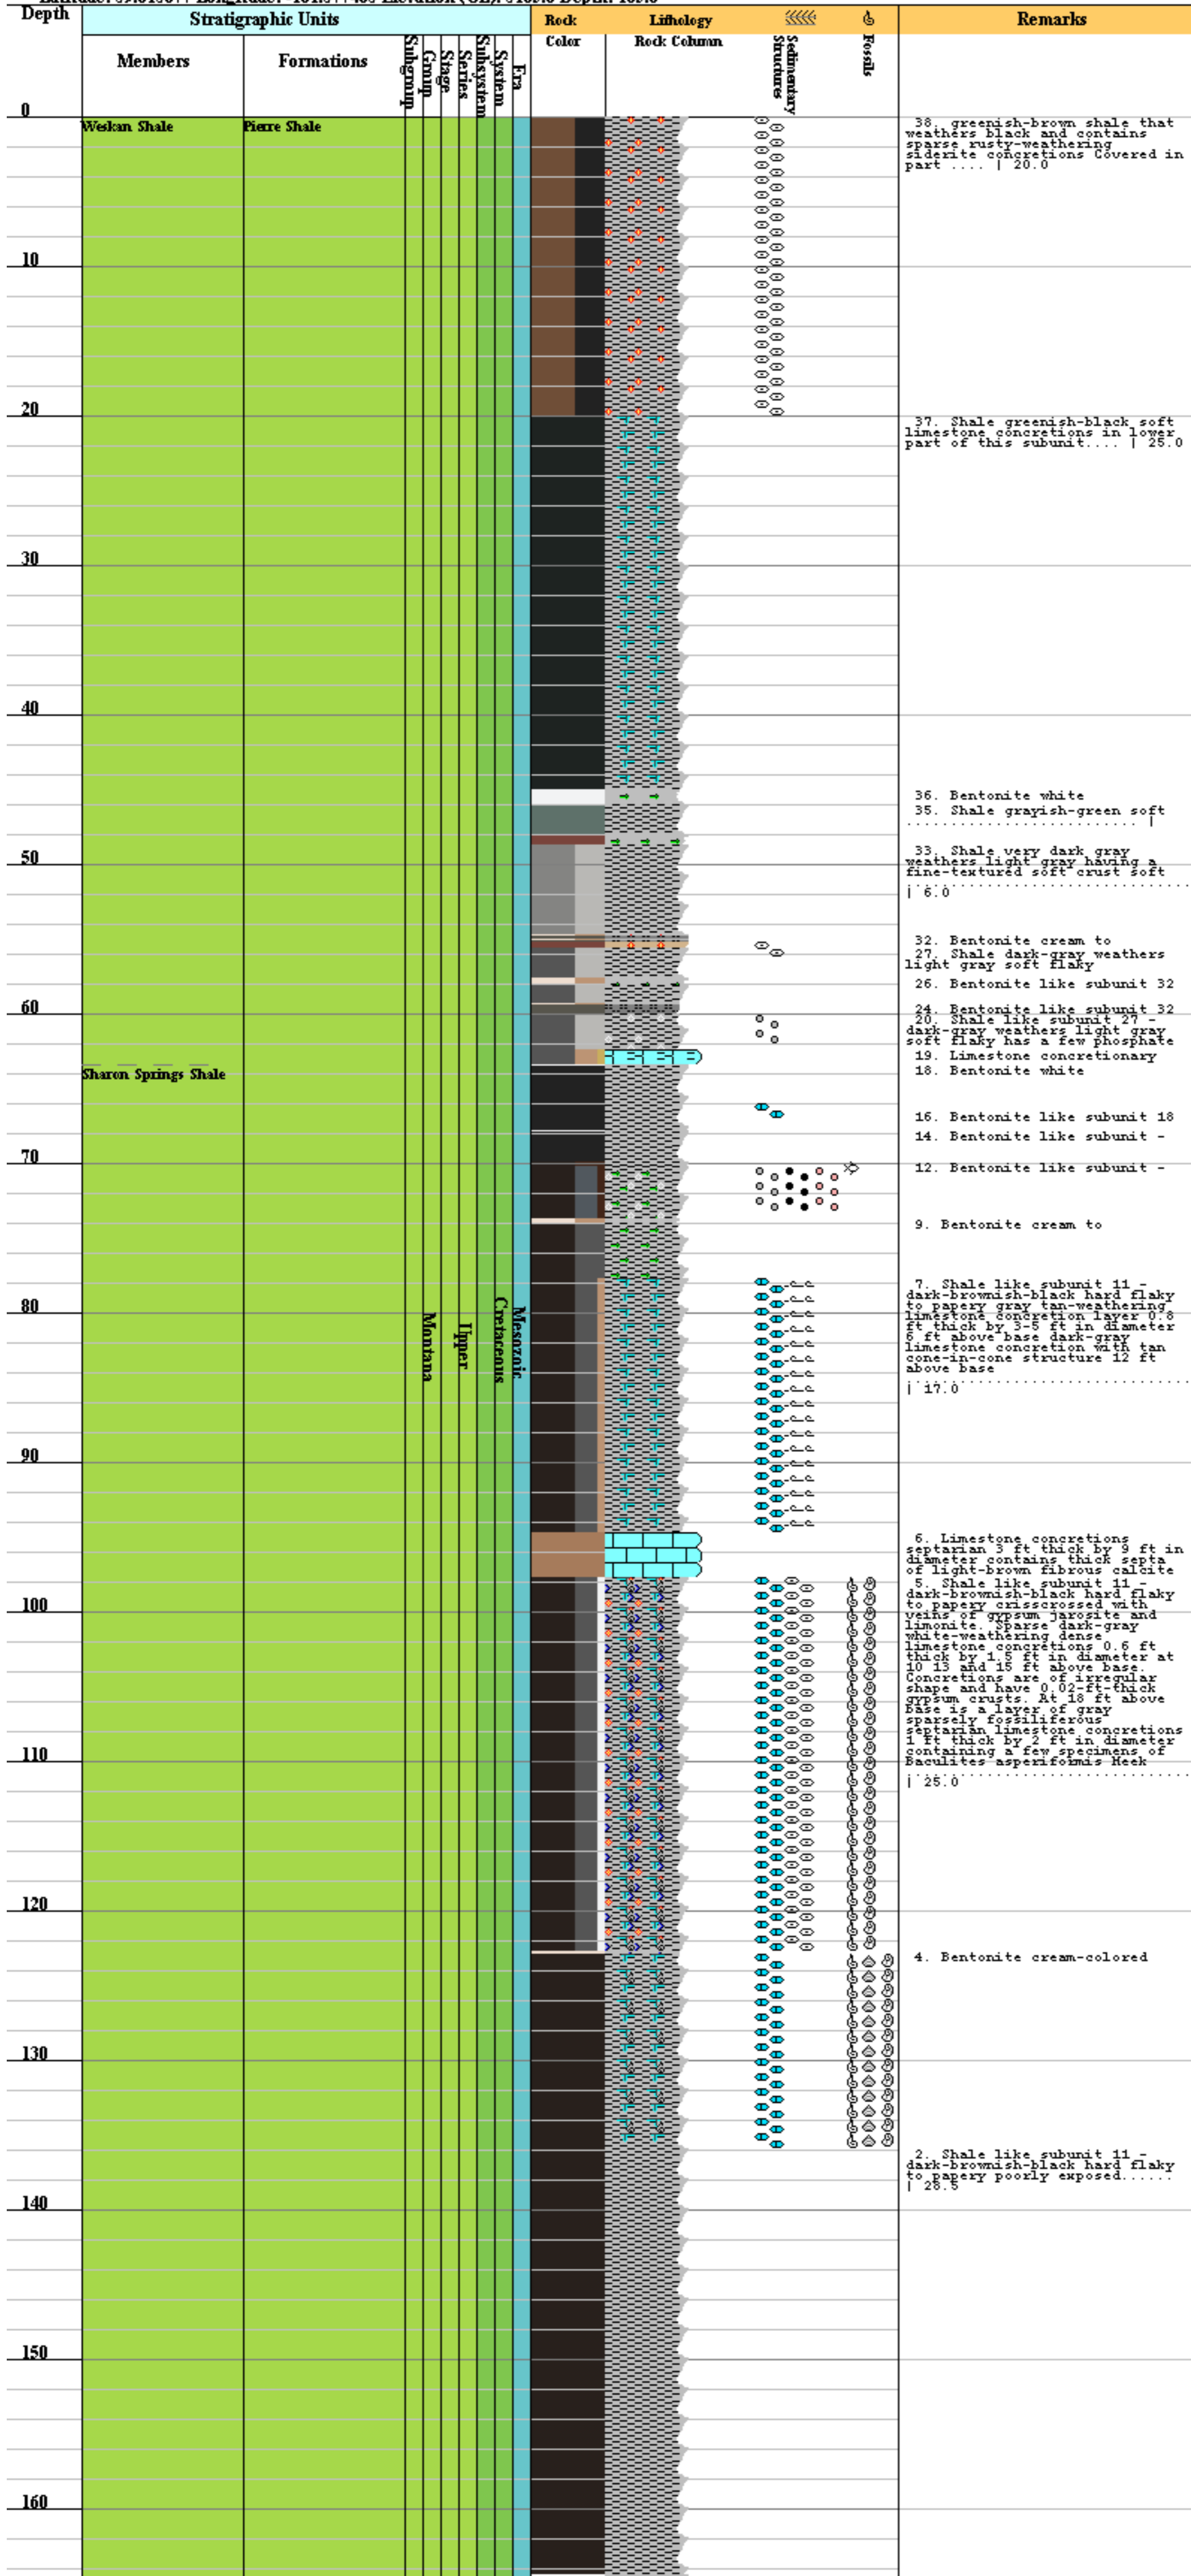 Depth
Stratigraphic Units
Rock
Lithology
Remarks
Members
Formations
Subgroup
Group
Stage
Series
Subsystem
System
Era
Color
Rock Column
Sedimentary
Structures
Fossils
0
Weskan Shale
Pierre Shale
38. greenish-brown shale that
weathers black and contains
sparse rusty-weathering
siderite concretions Covered in
part .... | 20.0
10
20
37. Shale greenish-black soft
limestone concretions in lower
part of this subunit.... | 25.0
30
40
36. Bentonite white
35. Shale grayish-green soft
.......................... |
50
33. Shale very dark gray
weathers light gray having a
fine-textured soft crust soft
................................
| 6.0
32. Bentonite cream to
27. Shale dark-gray weathers
light gray soft flaky
26. Bentonite like subunit 32
60
24. Bentonite like subunit 32
20. Shale like subunit 27 -
dark-gray weathers light gray
soft flaky has a few phosphate
19. Limestone concretionary
18. Bentonite white
Sharon Springs Shale
16. Bentonite like subunit 18
14. Bentonite like subunit -
70
12. Bentonite like subunit -
9. Bentonite cream to
7. Shale like subunit 11 -
dark-brownish-black hard flaky
to papery gray tan-weathering
limestone concretion layer 0.8
ft thick by 3-5 ft in diameter
6 ft above base dark-gray
limestone concretion with tan
cone-in-cone structure 12 ft
above base
................................
| 17.0
80
Montana
Upper
Cretaceous
Mesozoic
90
6. Limestone concretions
septarian 3 ft thick by 9 ft in
diameter contains thick septa
of light-brown fibrous calcite
5. Shale like subunit 11 -
dark-brownish-black hard flaky
to papery crisscrossed with
veins of gypsum jarosite and
limonite. Sparse dark-gray
white-weathering dense
limestone concretions 0.6 ft
thick by 1.5 ft in diameter at
10 13 and 15 ft above base.
Concretions are of irregular
shape and have 0.02-ft-thick
gypsum crusts. At 18 ft above
base is a layer of gray
sparsely fossiliferous
septarian limestone concretions
1 ft thick by 2 ft in diameter
containing a few specimens of
Baculites asperiformis Meek
................................
| 25.0
100
110
120
4. Bentonite cream-colored
130
2. Shale like subunit 11 -
dark-brownish-black hard flaky
to papery poorly exposed......
| 28.5
140
150
160